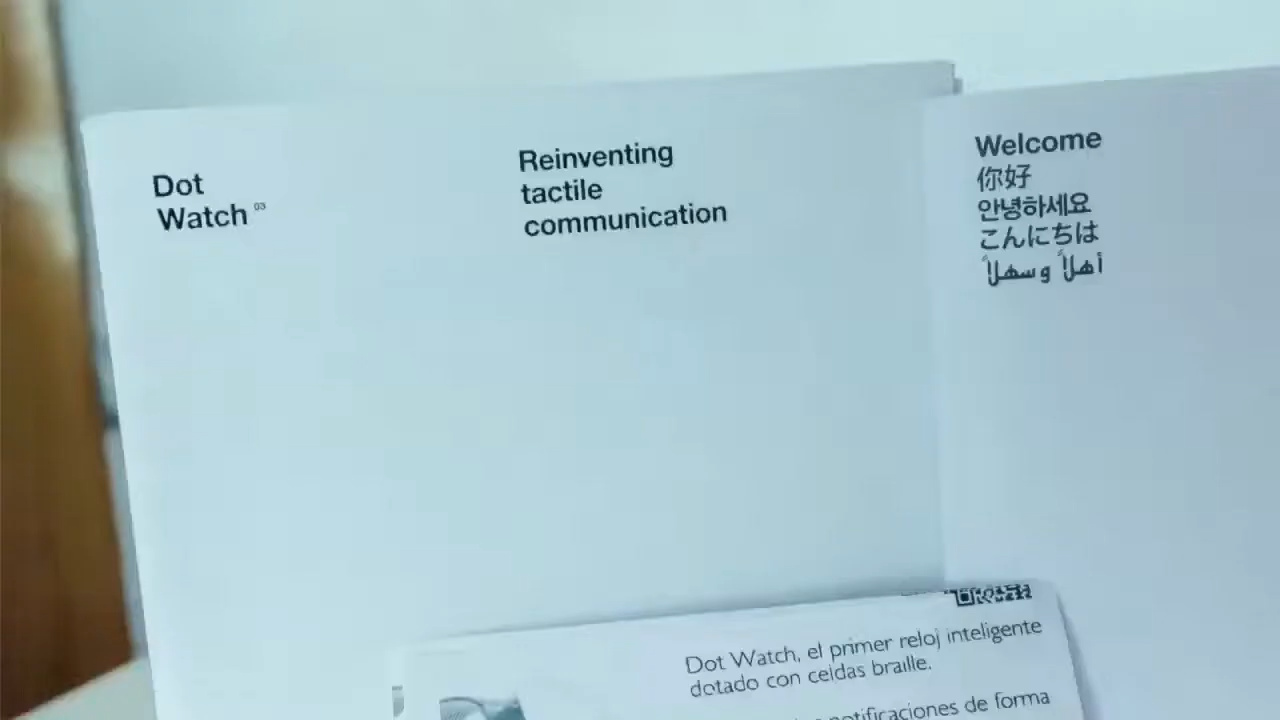 Dot
Watch 03
Reinventing
tactile
communication
Welcome
你好
안녕하세요
こんにちは
أهلاً وسهلاً
Dot Watch, el primer reloj inteligente
dotado con celdas braille.
notificaciones de forma